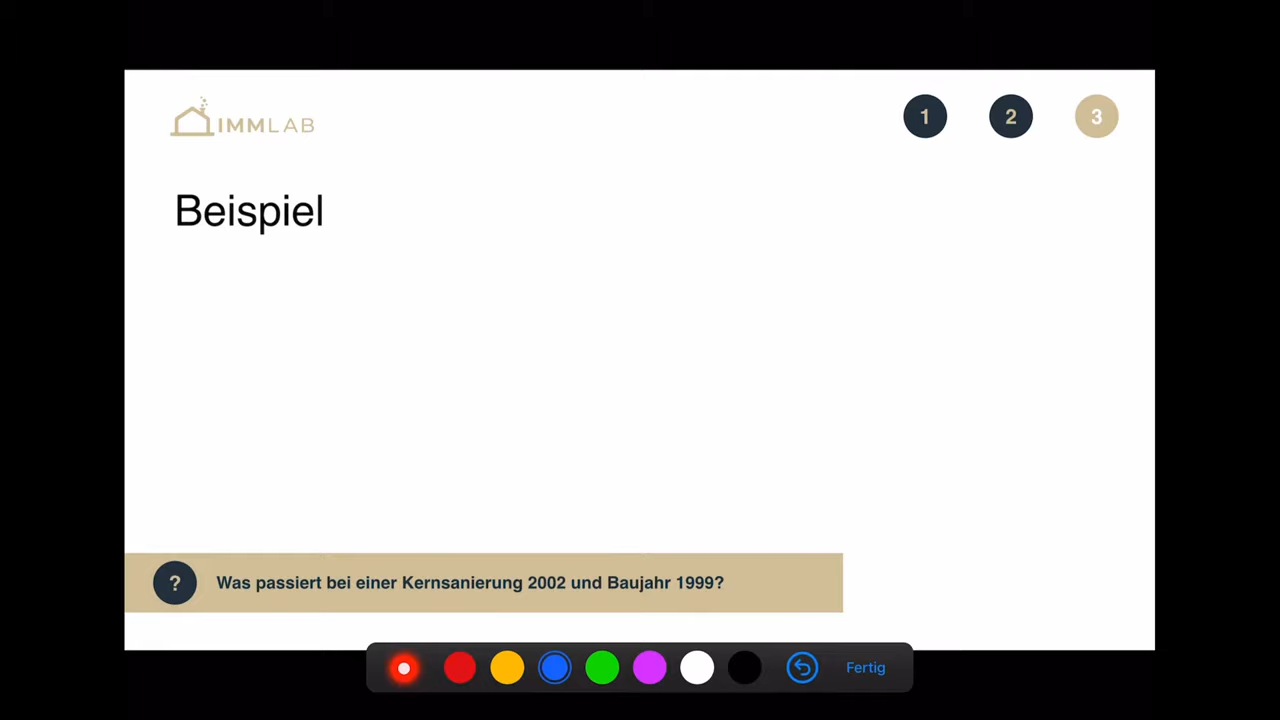 IMMLAB
1 2 3
Beispiel
? Was passiert bei einer Kernsanierung 2002 und Baujahr 1999?
Fertig